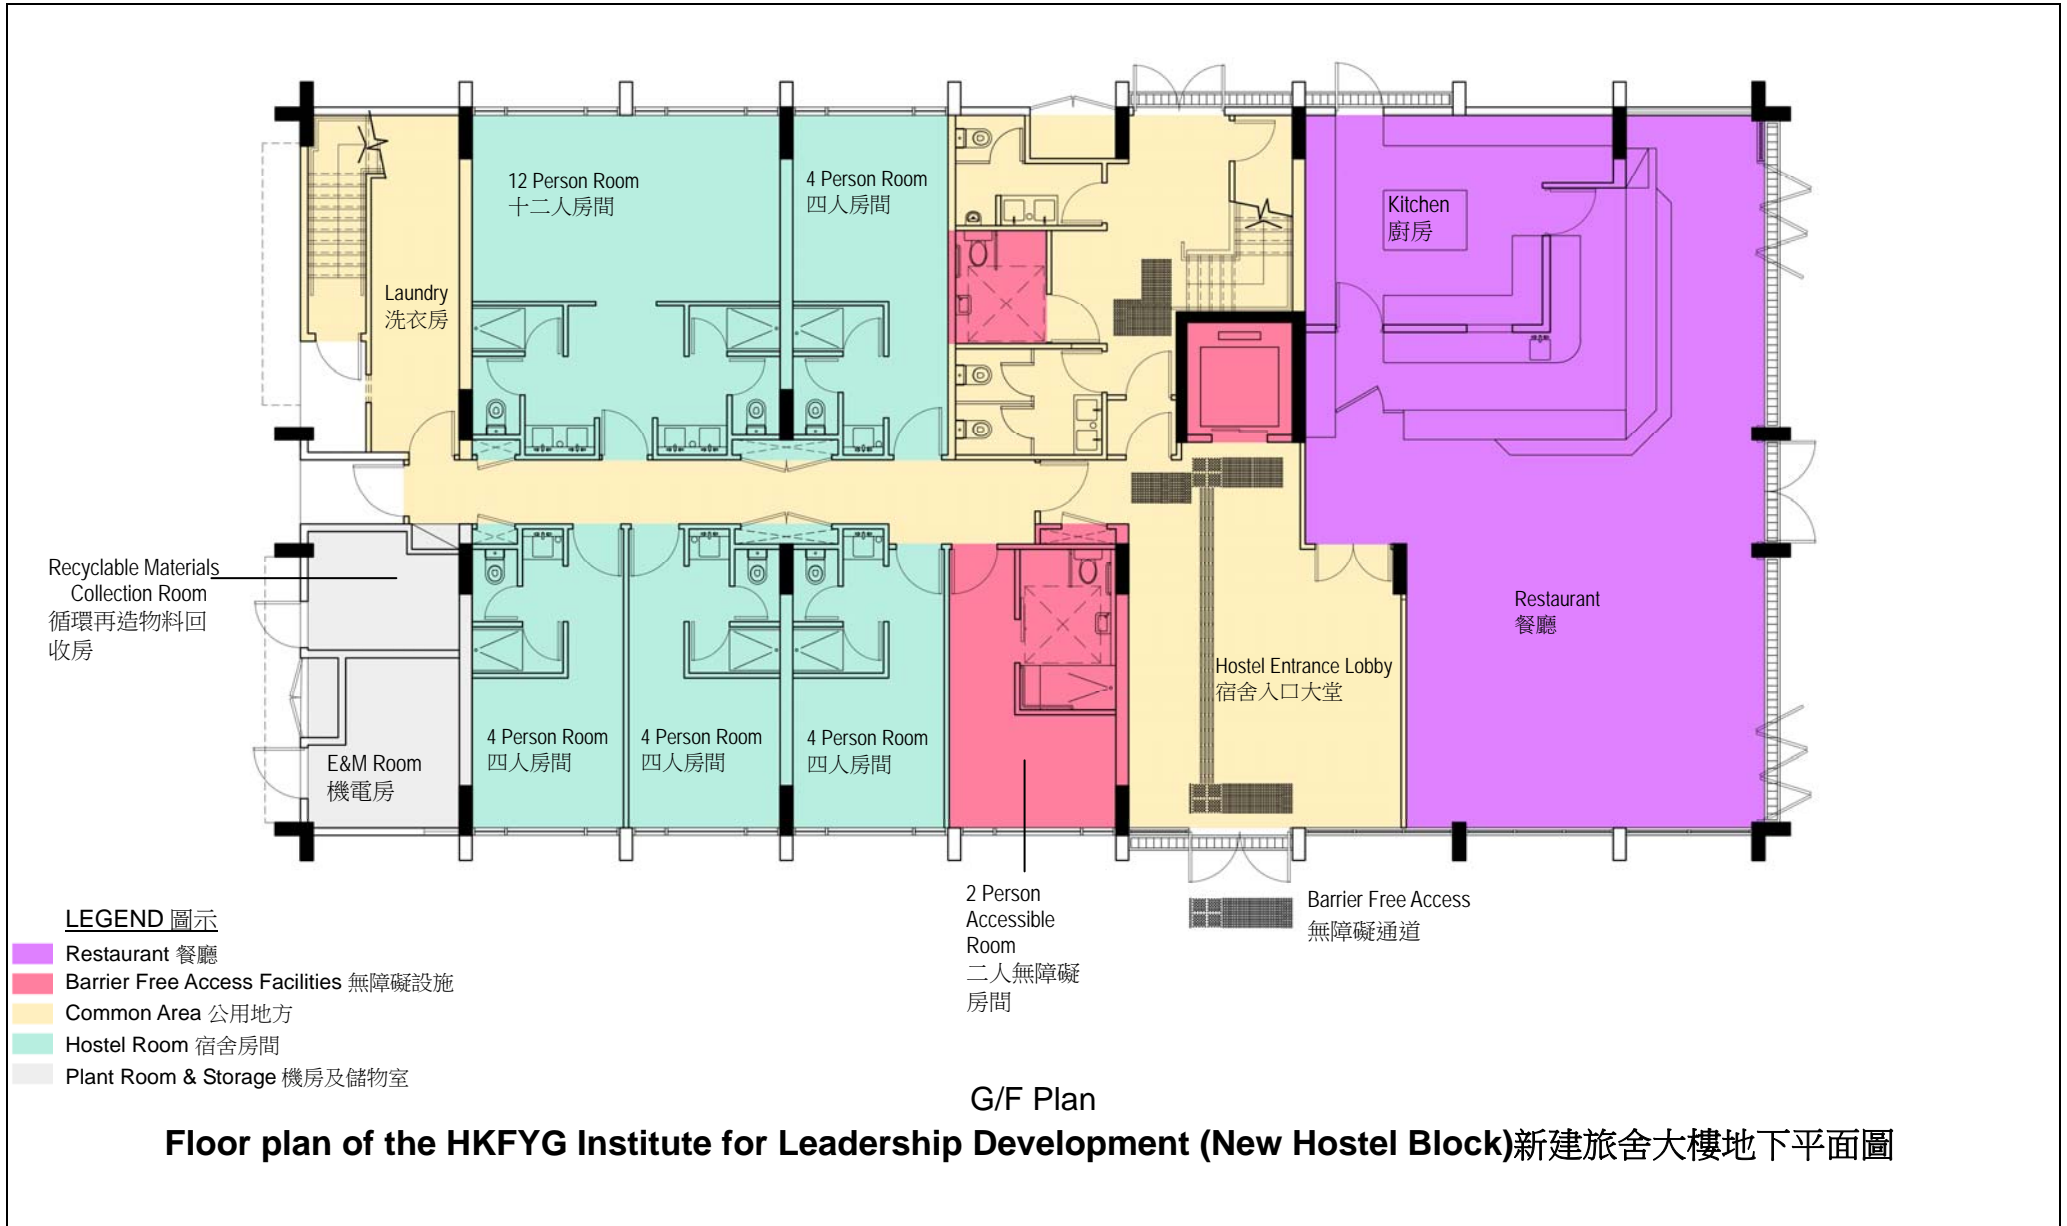 12 Person Room
十二人房間
4 Person Room
四人房間
Kitchen
廚房
Laundry
洗衣房
Recyclable Materials
Collection Room
循環再造物料回
收房
Restaurant
餐廳
Hostel Entrance Lobby
宿舍入口大堂
4 Person Room
四人房間
4 Person Room
四人房間
4 Person Room
四人房間
E&M Room
機電房
2 Person
Accessible
Room
二人無障礙
房間
Barrier Free Access
無障礙通道
LEGEND 圖示
Restaurant 餐廳
Barrier Free Access Facilities 無障礙設施
Common Area 公用地方
Hostel Room 宿舍房間
Plant Room & Storage 機房及儲物室
G/F Plan
Floor plan of the HKFYG Institute for Leadership Development (New Hostel Block)新建旅舍大樓地下平面圖